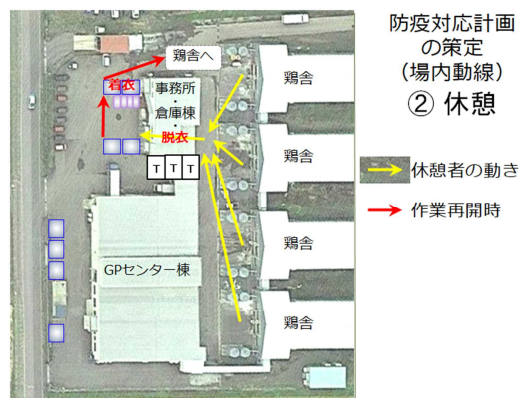 防疫対応計画
の策定
（場内動線）
② 休憩
鶏舎へ
着衣
事務所
・
倉庫棟
・
脱衣
T T T
GPセンター棟
鶏舎
鶏舎
鶏舎
鶏舎
休憩者の動き
作業再開時